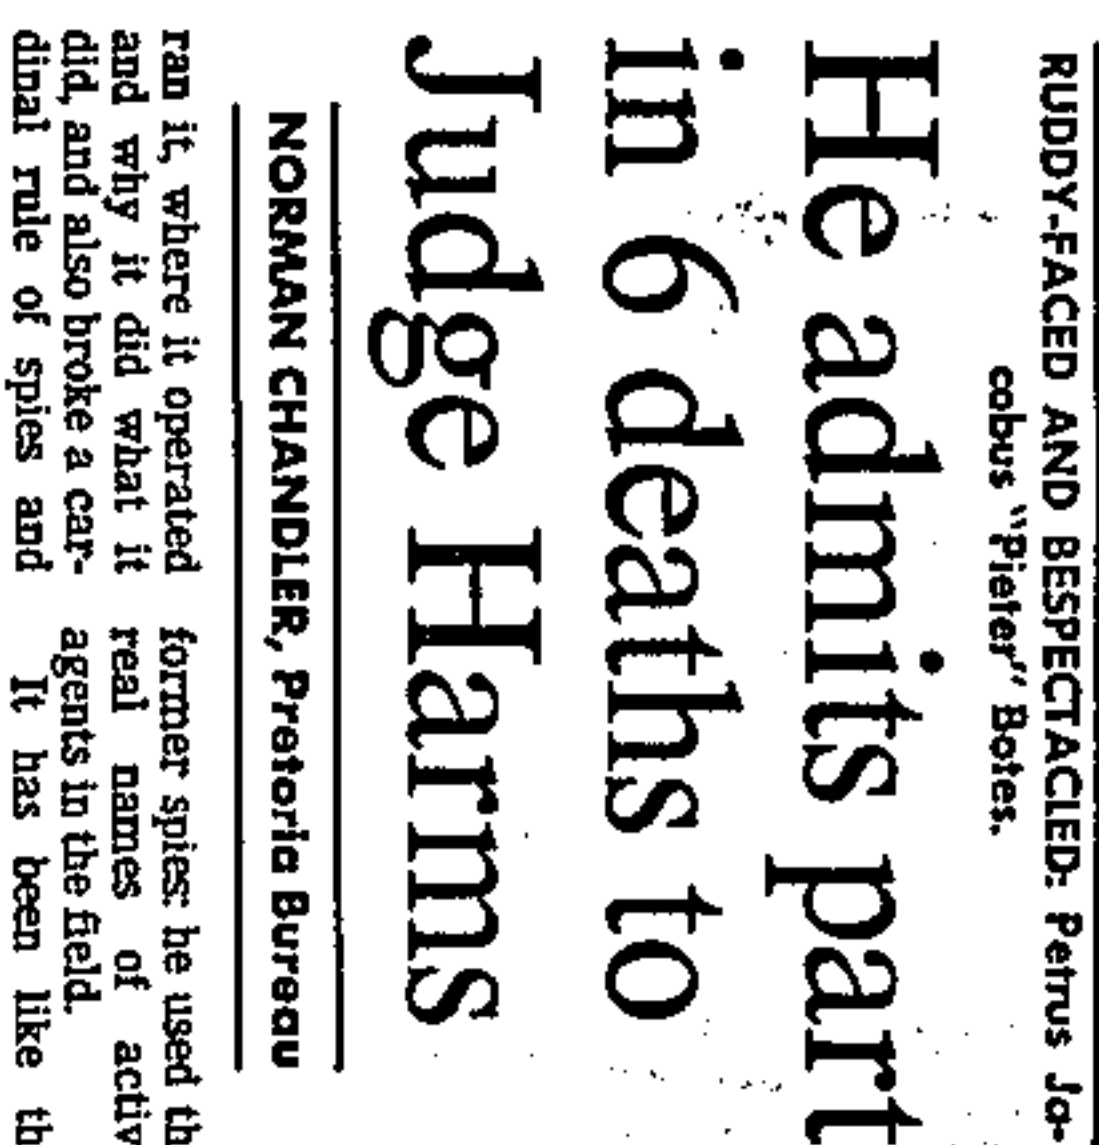 RUDDY-FACED AND BESPECTACLED: Petrus Ja-
cobus "Pieter" Botes.
He admits part
in 6 deaths to
Judge Harms
NORMAN CHANDLER, Pretoria Bureau
ran it, where it operated
and why it did what it
did, and also broke a car-
dinal rule of spies and
former spies: he used th
real names of activ
agents in the field.
It has been like th